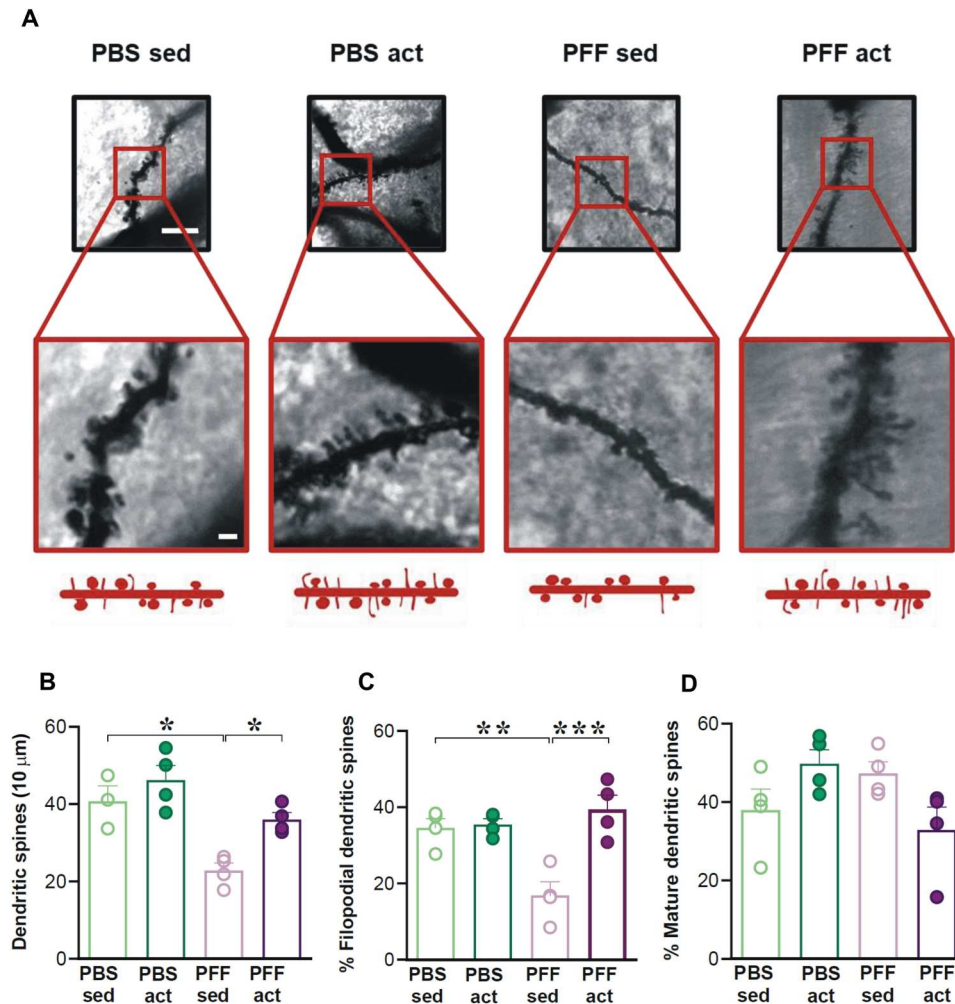 A
PBS sed PBS act PFF sed PFF act
B
Dendritic spines (10 µm)
60
40
20
0
* *
PBS sed
PBS act
PFF sed
PFF act
C
% Filopodial dendritic spines
60
40
20
0
** ***
PBS sed
PBS act
PFF sed
PFF act
D
% Mature dendritic spines
60
40
20
0
PBS sed
PBS act
PFF sed
PFF act